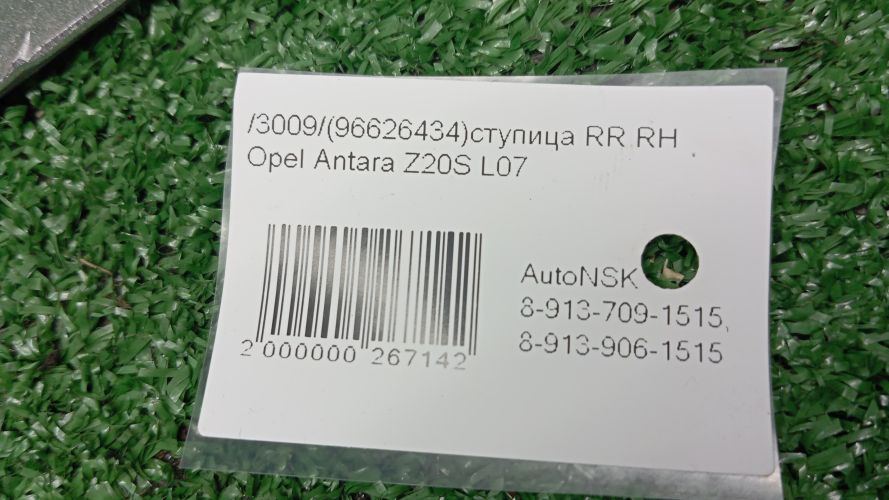 /3009/(96626434)ступица RR RH
Opel Antara Z20S L07
AutoNSK
8-913-709-1515,
8-913-906-1515
2 000000 267142